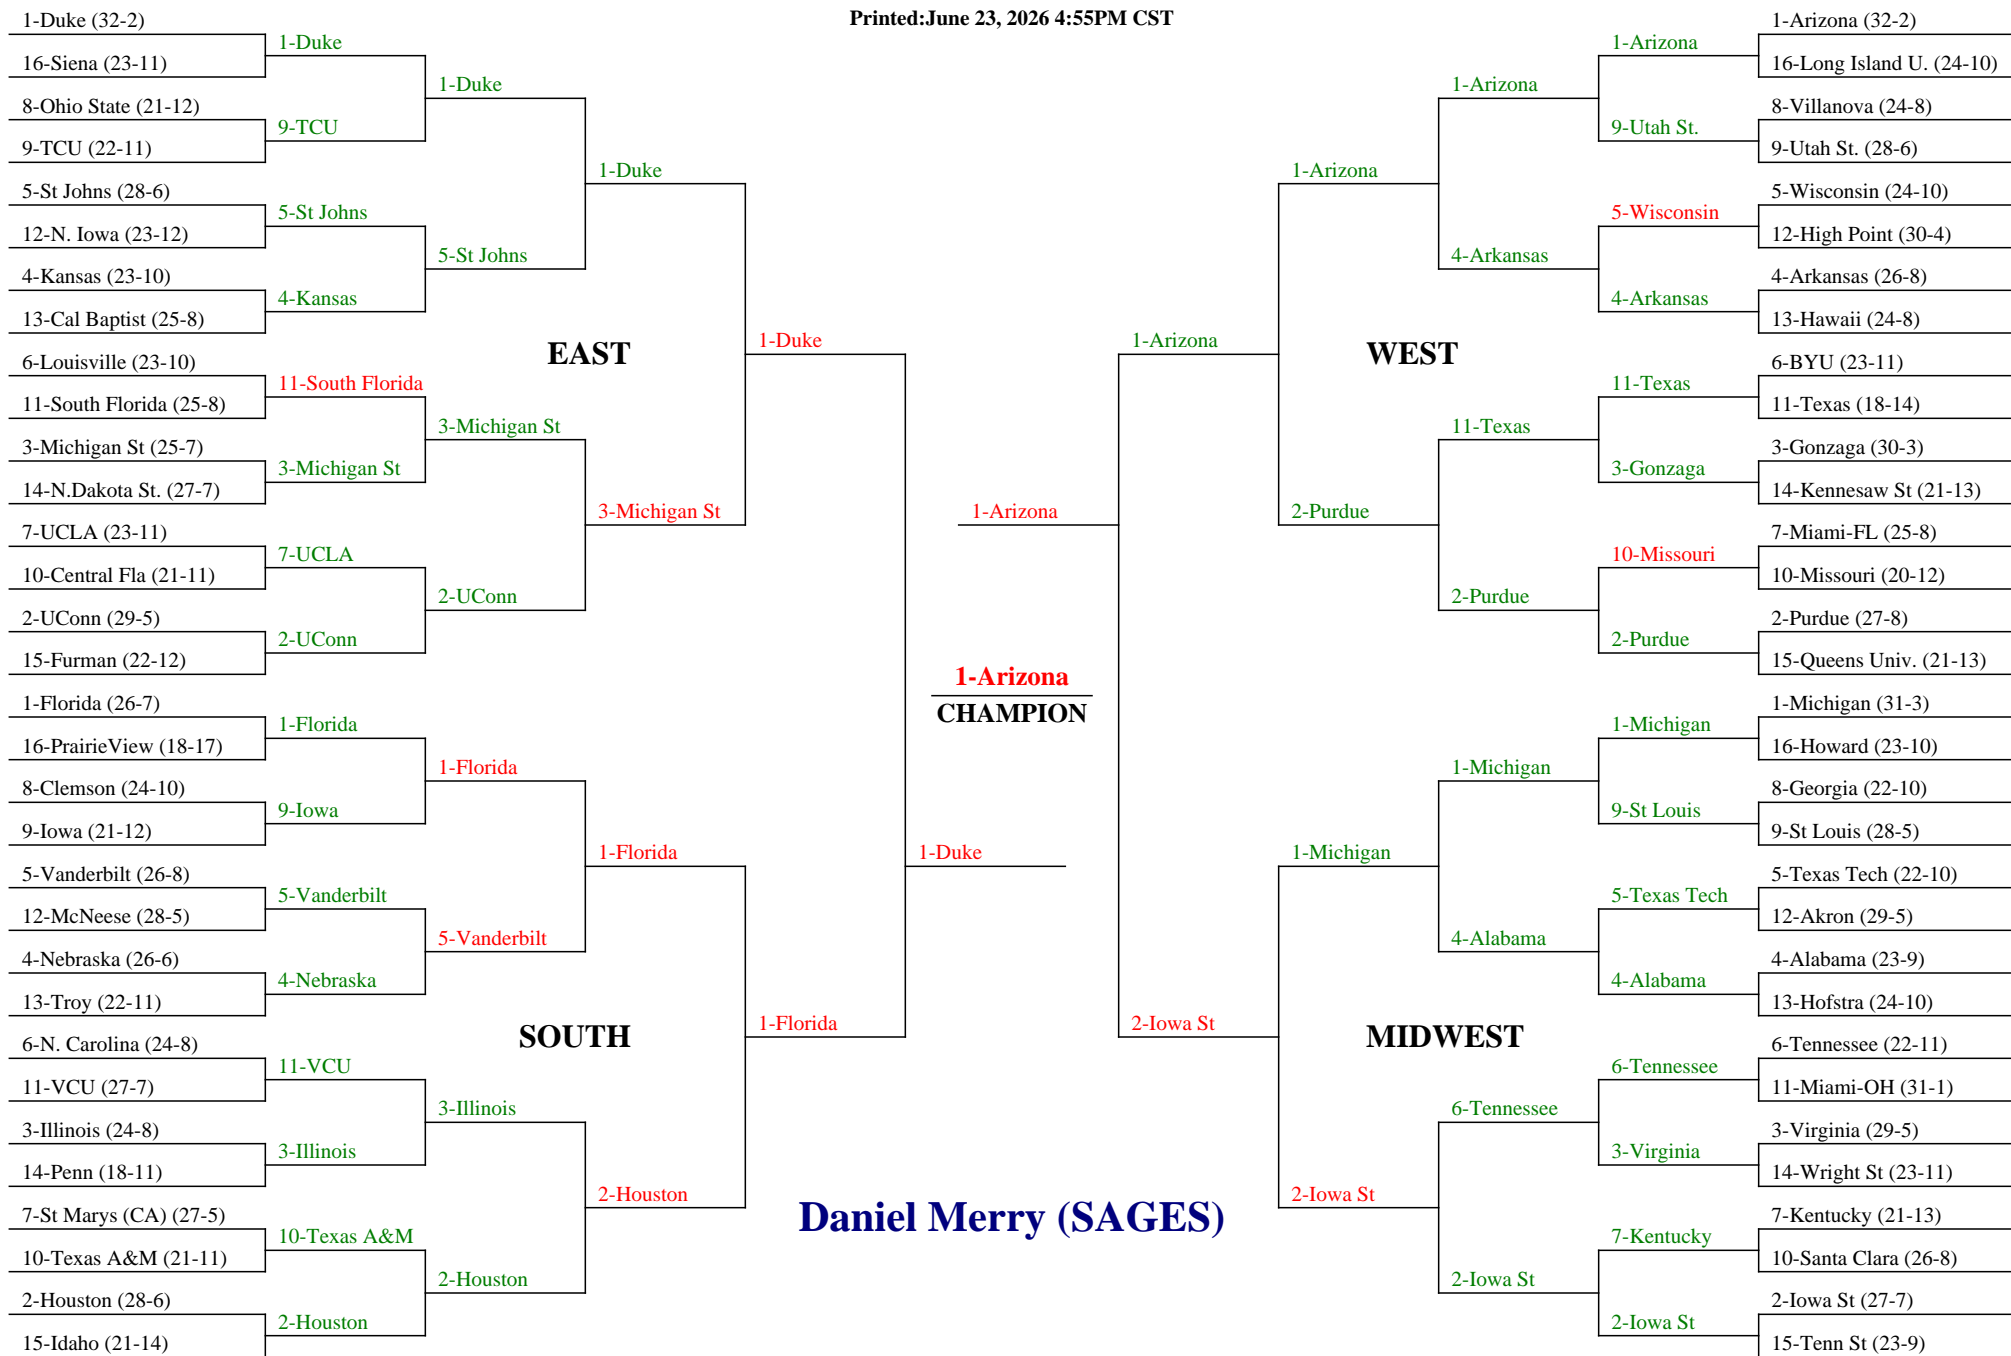 Printed:June 23, 2026 4:55PM CST
1-Duke (32-2)
16-Siena (23-11)
8-Ohio State (21-12)
9-TCU (22-11)
5-St Johns (28-6)
12-N. Iowa (23-12)
4-Kansas (23-10)
13-Cal Baptist (25-8)
6-Louisville (23-10)
11-South Florida (25-8)
3-Michigan St (25-7)
14-N.Dakota St. (27-7)
7-UCLA (23-11)
10-Central Fla (21-11)
2-UConn (29-5)
15-Furman (22-12)
1-Florida (26-7)
16-PrairieView (18-17)
8-Clemson (24-10)
9-Iowa (21-12)
5-Vanderbilt (26-8)
12-McNeese (28-5)
4-Nebraska (26-6)
13-Troy (22-11)
6-N. Carolina (24-8)
11-VCU (27-7)
3-Illinois (24-8)
14-Penn (18-11)
7-St Marys (CA) (27-5)
10-Texas A&M (21-11)
2-Houston (28-6)
15-Idaho (21-14)
1-Duke
9-TCU
5-St Johns
4-Kansas
11-South Florida
3-Michigan St
7-UCLA
2-UConn
1-Florida
9-Iowa
5-Vanderbilt
4-Nebraska
11-VCU
3-Illinois
10-Texas A&M
2-Houston
1-Duke
5-St Johns
3-Michigan St
2-UConn
1-Florida
5-Vanderbilt
3-Illinois
2-Houston
1-Duke
3-Michigan St
1-Florida
2-Houston
EAST
SOUTH
1-Duke
1-Florida
1-Duke
1-Arizona
1-Arizona
CHAMPION
Daniel Merry (SAGES)
1-Arizona
2-Iowa St
WEST
MIDWEST
1-Arizona
2-Purdue
1-Michigan
2-Iowa St
1-Arizona
4-Arkansas
11-Texas
2-Purdue
1-Michigan
4-Alabama
6-Tennessee
2-Iowa St
1-Arizona
9-Utah St.
5-Wisconsin
4-Arkansas
11-Texas
3-Gonzaga
10-Missouri
2-Purdue
1-Michigan
9-St Louis
5-Texas Tech
4-Alabama
6-Tennessee
3-Virginia
7-Kentucky
2-Iowa St
1-Arizona (32-2)
16-Long Island U. (24-10)
8-Villanova (24-8)
9-Utah St. (28-6)
5-Wisconsin (24-10)
12-High Point (30-4)
4-Arkansas (26-8)
13-Hawaii (24-8)
6-BYU (23-11)
11-Texas (18-14)
3-Gonzaga (30-3)
14-Kennesaw St (21-13)
7-Miami-FL (25-8)
10-Missouri (20-12)
2-Purdue (27-8)
15-Queens Univ. (21-13)
1-Michigan (31-3)
16-Howard (23-10)
8-Georgia (22-10)
9-St Louis (28-5)
5-Texas Tech (22-10)
12-Akron (29-5)
4-Alabama (23-9)
13-Hofstra (24-10)
6-Tennessee (22-11)
11-Miami-OH (31-1)
3-Virginia (29-5)
14-Wright St (23-11)
7-Kentucky (21-13)
10-Santa Clara (26-8)
2-Iowa St (27-7)
15-Tenn St (23-9)